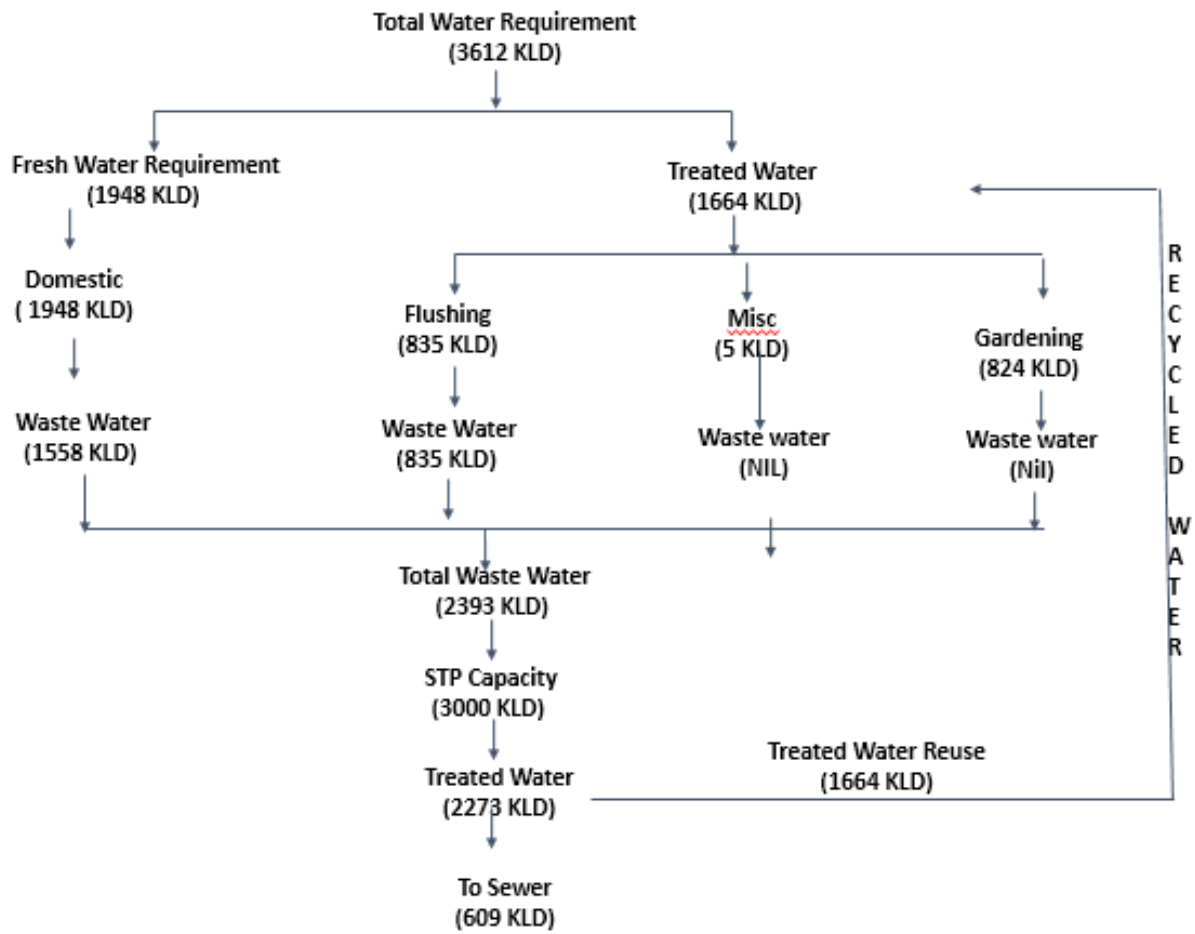 Total Water Requirement
(3612 KLD)
Fresh Water Requirement
(1948 KLD)
Treated Water
(1664 KLD)
Domestic
( 1948 KLD)
Flushing
(835 KLD)
Misc
(5 KLD)
Gardening
(824 KLD)
Waste Water
(1558 KLD)
Waste Water
(835 KLD)
Waste water
(NIL)
Waste water
(Nil)
Total Waste Water
(2393 KLD)
STP Capacity
(3000 KLD)
Treated Water
(2273 KLD)
Treated Water Reuse
(1664 KLD)
To Sewer
(609 KLD)
RECYCLED WATER